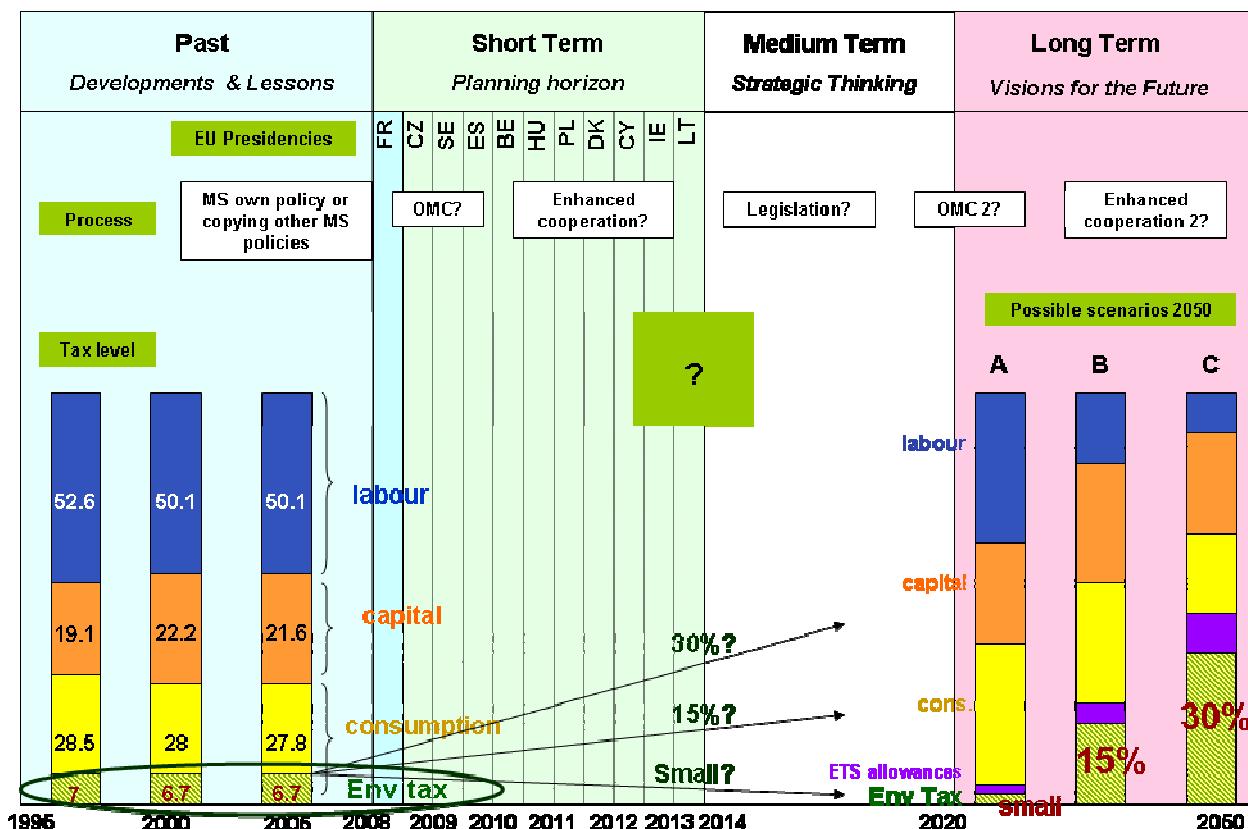 Past
Developments & Lessons
Short Term
Planning horizon
Medium Term
Strategic Thinking
Long Term
Visions for the Future
EU Presidencies
FR
CZ
SE
ES
BE
HU
PL
DK
CY
IE
LT
Process
MS own policy or
copying other MS
policies
OMC?
Enhanced
cooperation?
Legislation?
OMC 2?
Enhanced
cooperation 2?
Possible scenarios 2050
Tax level
?
A
B
C
52.6
50.1
50.1
labour
labour
19.1
22.2
21.6
capital
capital
30%?
28.5
28
27.8
consumption
15%?
cons.
30%
15%
7
6.7
6.7
Env tax
Small?
ETS allowances
Env Tax
small
1995
2000
2005
2008
2009
2010
2011
2012
2013
2014
2020
2050